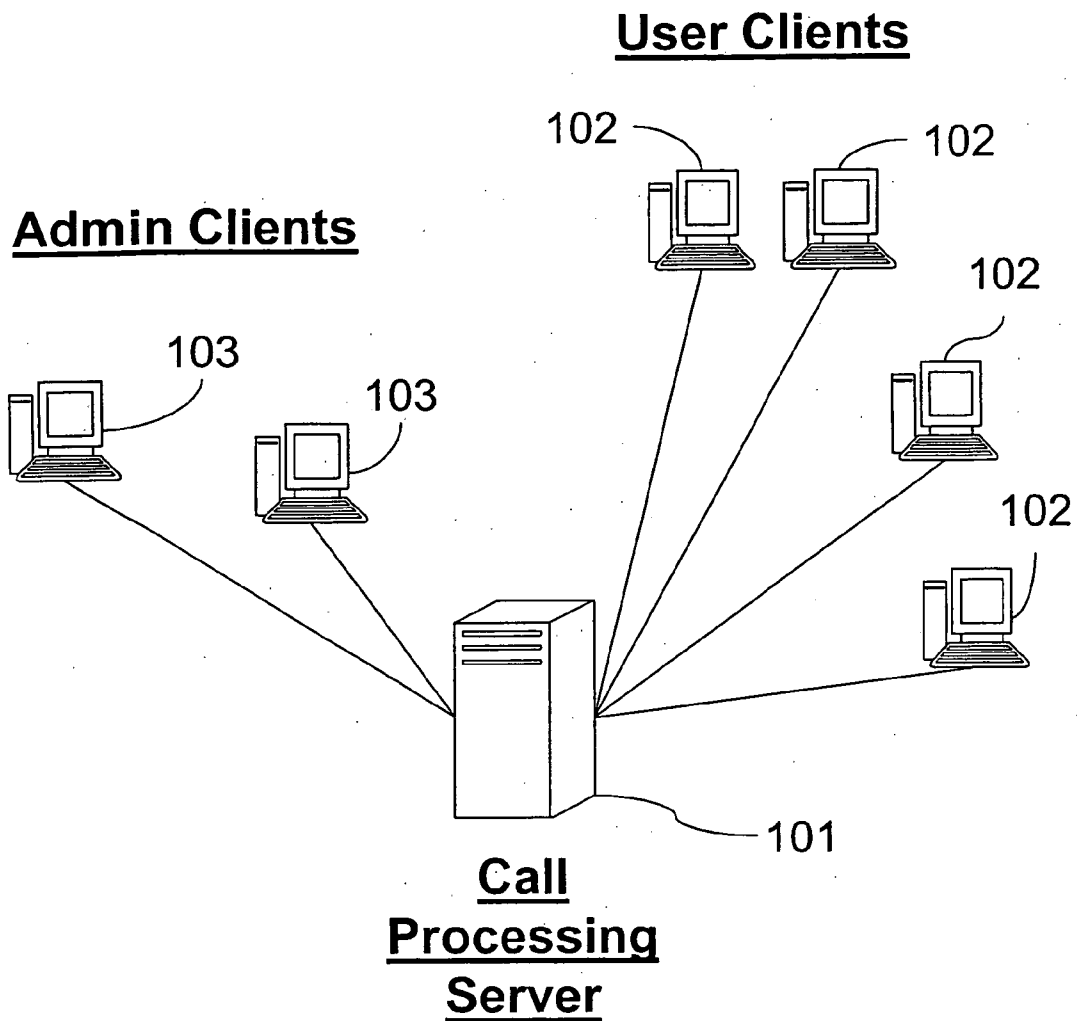 User Clients
102
102
Admin Clients
102
103
103
102
101
Call
Processing
Server